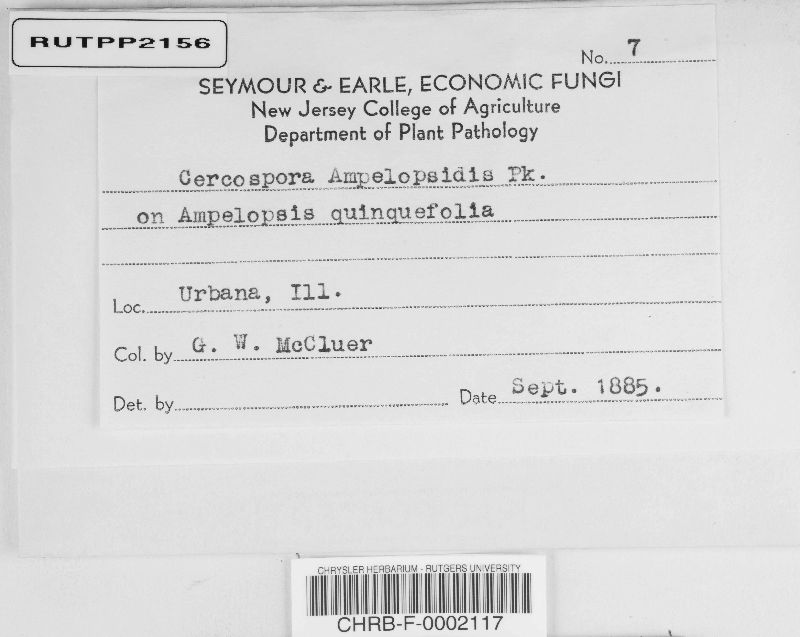 RUTPP2156
No. 7
SEYMOUR & EARLE, ECONOMIC FUNGI
New Jersey College of Agriculture
Department of Plant Pathology
Cercospora Ampelopsidis Pk.
on Ampelopsis quinquefolia
Loc. Urbana, Ill.
Col. by G. W. McCluer
Det. by
Date Sept. 1885.
CHRYSLER HERBARIUM - RUTGERS UNIVERSITY
CHRB-F-0002117